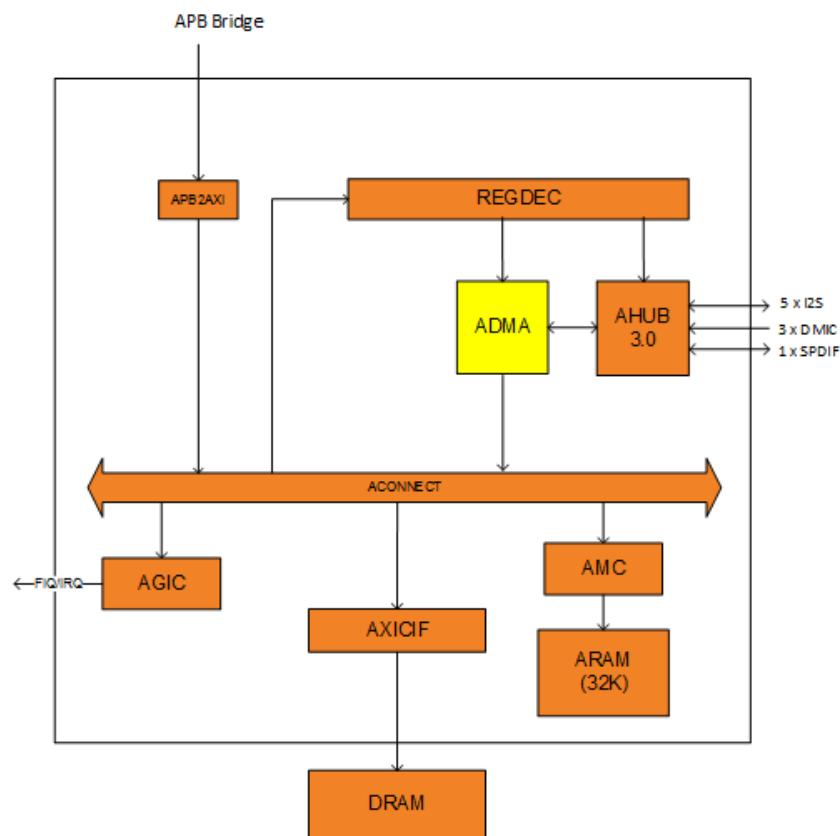 APB Bridge
APB2AXI
REGDEC
ADMA
AHUB
3.0
5 x I2S
3 x DMIC
1 x SPDIF
ACONNECT
FIQ/IRQ
AGIC
AMC
AXICIF
ARAM
(32K)
DRAM